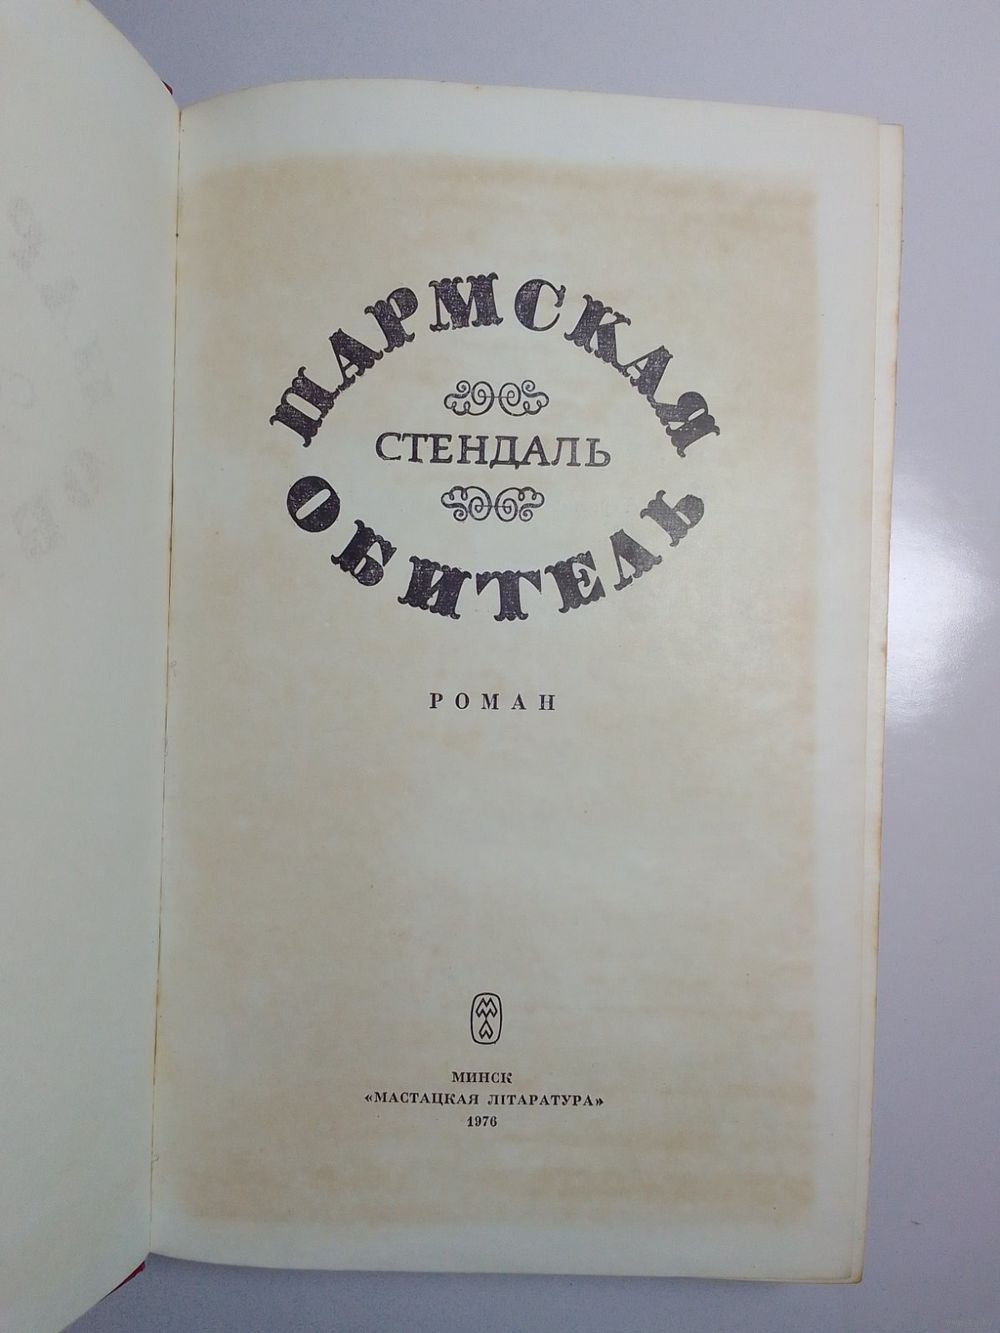 ПАРМСКАЯ
СТЕНДАЛЬ
ОБИТЕЛЬ
РОМАН
МИНСК
«МАСТАЦКАЯ ЛІТАРАТУРА»
1976